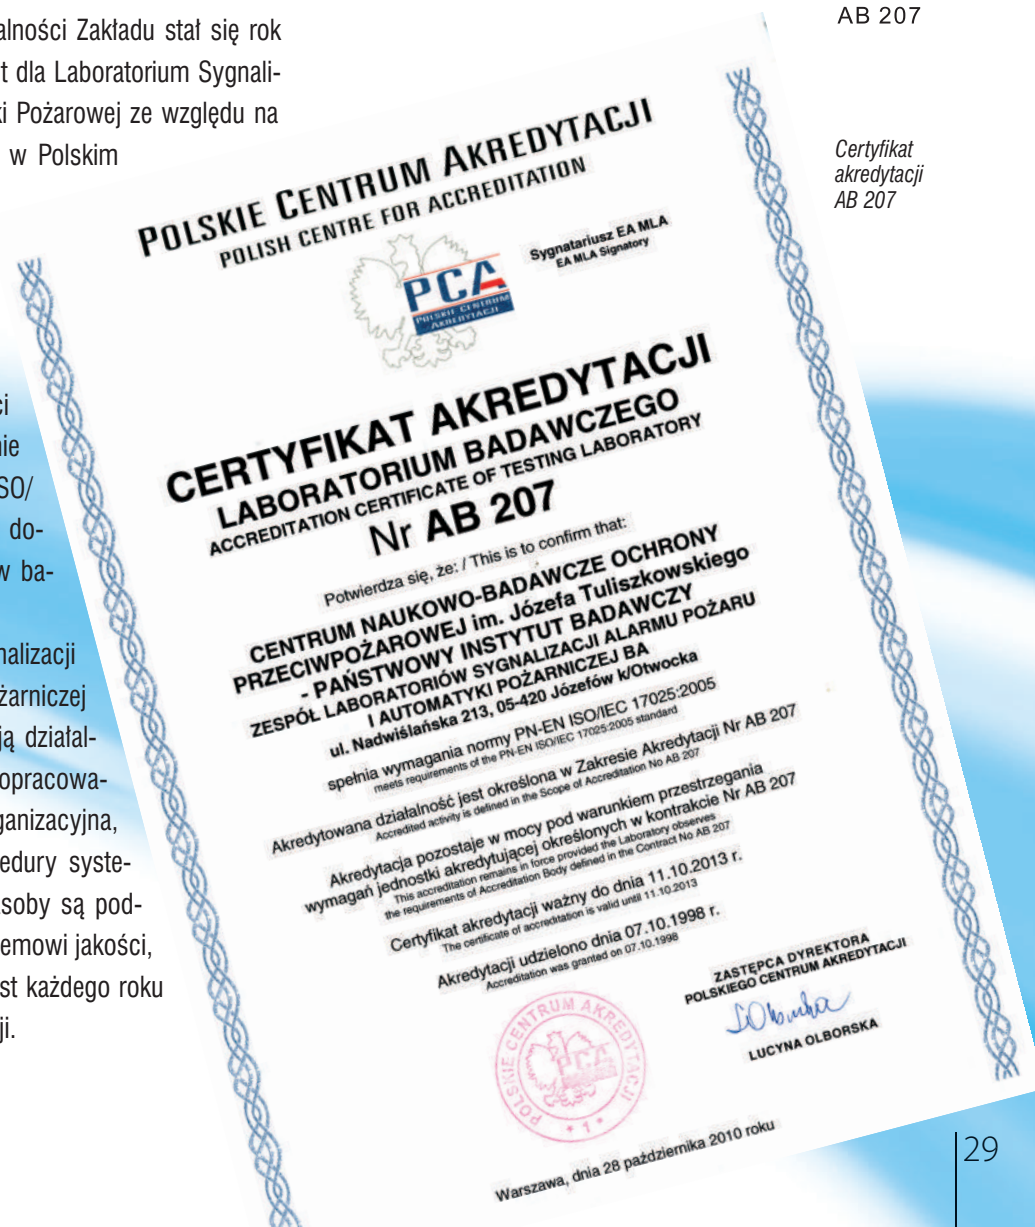 alności Zakładu stał się rok
t dla Laboratorium Sygnali-
ki Pożarowej ze względu na
w Polskim
ci
nie
SO/
do-
w ba-
nalizacji
żarniczej
ją działal-
opracowa-
ganizacyjna,
edury syste-
soby są pod-
emowi jakości,
st każdego roku
ji.
AB 207
Certyfikat
akredytacji
AB 207
POLSKIE CENTRUM AKREDYTACJI
POLISH CENTRE FOR ACCREDITATION
Sygnatariusz EA MLA
EA MLA Signatory
PCA
POLSKIE CENTRUM
AKREDYTACJI
CERTYFIKAT AKREDYTACJI
LABORATORIUM BADAWCZEGO
ACCREDITATION CERTIFICATE OF TESTING LABORATORY
Nr AB 207
Potwierdza się, że: / This is to confirm that:
CENTRUM NAUKOWO-BADAWCZE OCHRONY
PRZECIWPOŻAROWEJ im. Józefa Tuliszkowskiego
- PAŃSTWOWY INSTYTUT BADAWCZY
ZESPÓŁ LABORATORIÓW SYGNALIZACJI ALARMU POŻARU
I AUTOMATYKI POŻARNICZEJ BA
ul. Nadwiślańska 213, 05-420 Józefów k/Otwocka
spełnia wymagania normy PN-EN ISO/IEC 17025:2005
meets requirements of the PN-EN ISO/IEC 17025:2005 standard
Akredytowana działalność jest określona w Zakresie Akredytacji Nr AB 207
Accredited activity is defined in the Scope of Accreditation No AB 207
Akredytacja pozostaje w mocy pod warunkiem przestrzegania
wymagań jednostki akredytującej określonych w kontrakcie Nr AB 207
This accreditation remains in force provided the Laboratory observes
the requirements of Accreditation Body defined in the Contract No AB 207
Certyfikat akredytacji ważny do dnia 11.10.2013 r.
The certificate of accreditation is valid until 11.10.2013
Akredytacji udzielono dnia 07.10.1998 r.
Accreditation was granted on 07.10.1998
ZASTĘPCA DYREKTORA
POLSKIEGO CENTRUM AKREDYTACJI
LUCYNA OLBORSKA
POLSKIE CENTRUM AKREDYTACJI
PCA
* 1 *
Warszawa, dnia 28 października 2010 roku
29